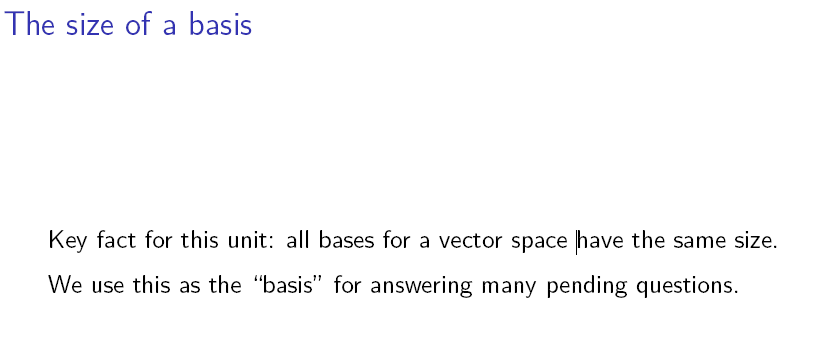 The size of a basis
Key fact for this unit: all bases for a vector space have the same size.
We use this as the “basis” for answering many pending questions.